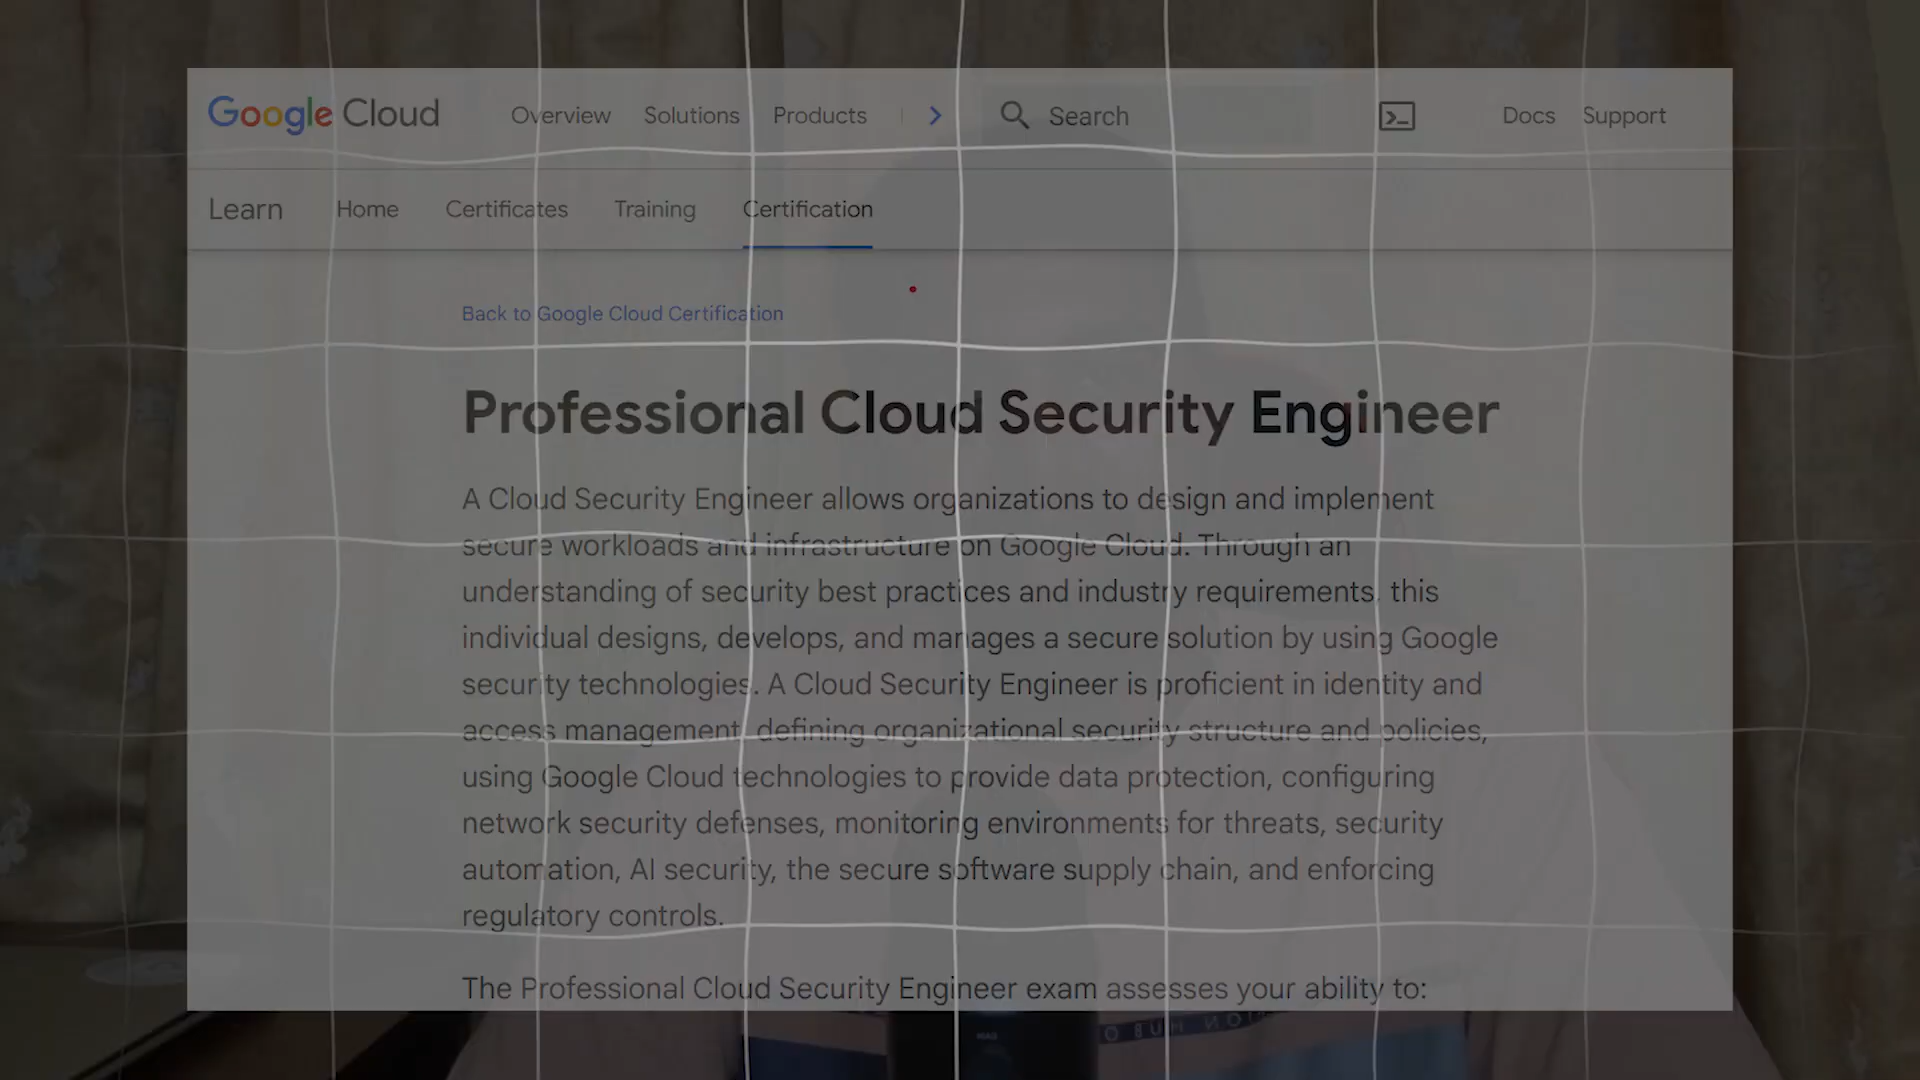 Google Cloud Overview Solutions Products Search Docs Support
Learn Home Certificates Training Certification
Back to Google Cloud Certification
Professional Cloud Security Engineer
A Cloud Security Engineer allows organizations to design and implement
secure workloads and infrastructure on Google Cloud. Through an
understanding of security best practices and industry requirements, this
individual designs, develops, and manages a secure solution by using Google
security technologies. A Cloud Security Engineer is proficient in identity and
access management, defining organizational security structure and policies,
using Google Cloud technologies to provide data protection, configuring
network security defenses, monitoring environments for threats, security
automation, AI security, the secure software supply chain, and enforcing
regulatory controls.
The Professional Cloud Security Engineer exam assesses your ability to: